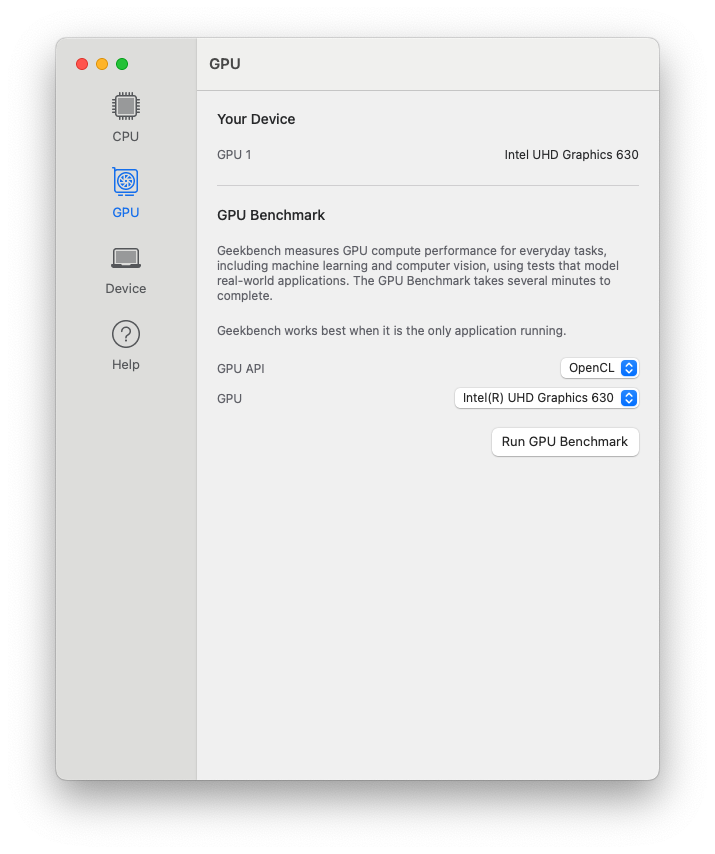 GPU
CPU
GPU
Device
Help
Your Device
GPU 1 Intel UHD Graphics 630
GPU Benchmark
Geekbench measures GPU compute performance for everyday tasks,
including machine learning and computer vision, using tests that model
real-world applications. The GPU Benchmark takes several minutes to
complete.
Geekbench works best when it is the only application running.
GPU API OpenCL
GPU Intel(R) UHD Graphics 630
Run GPU Benchmark